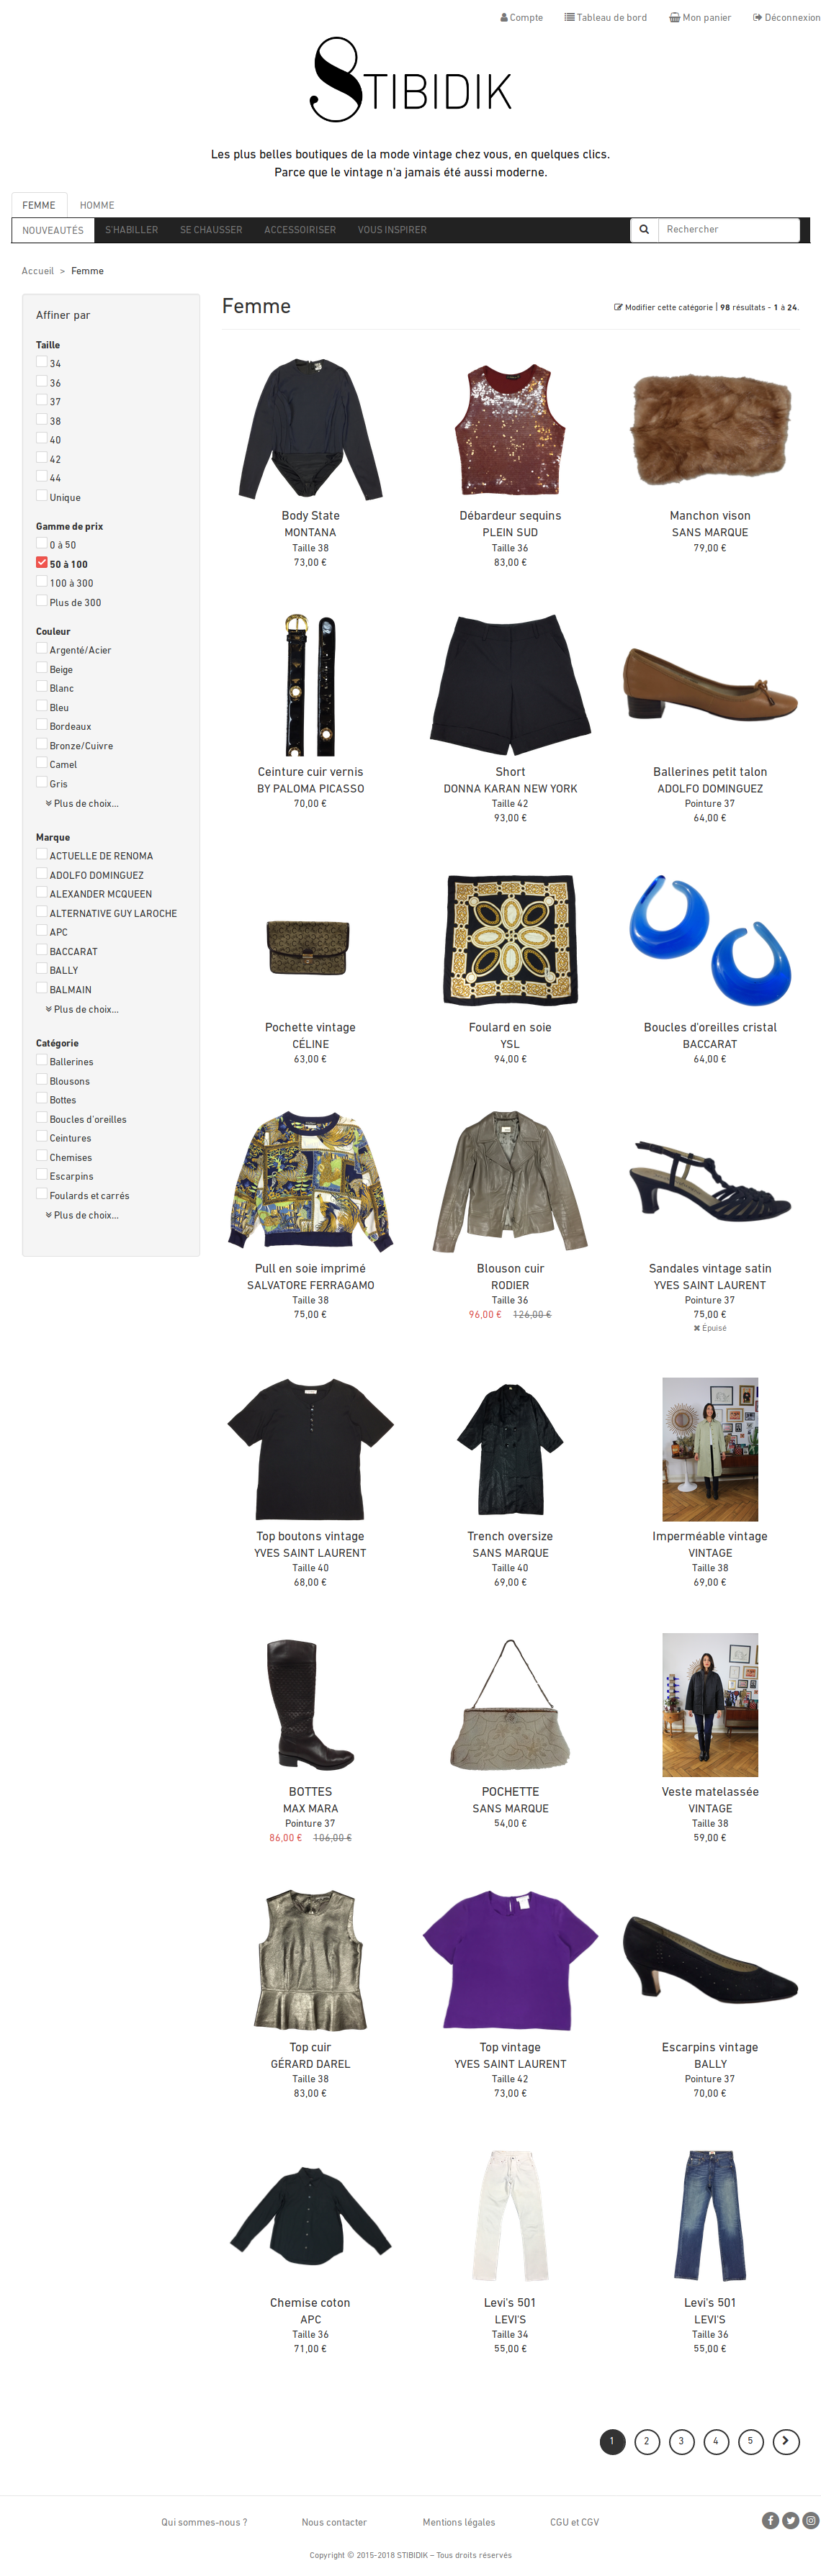 Compte Tableau de bord Mon panier Déconnexion
STIBIDIK
Les plus belles boutiques de la mode vintage chez vous, en quelques clics.
Parce que le vintage n'a jamais été aussi moderne.
FEMME HOMME
NOUVEAUTÉS S'HABILLER SE CHAUSSER ACCESSOIRISER VOUS INSPIRER Rechercher
Accueil > Femme
Affiner par
Taille
34
36
37
38
40
42
44
Unique
Gamme de prix
0 à 50
50 à 100
100 à 300
Plus de 300
Couleur
Argenté/Acier
Beige
Blanc
Bleu
Bordeaux
Bronze/Cuivre
Camel
Gris
Plus de choix...
Marque
ACTUELLE DE RENOMA
ADOLFO DOMINGUEZ
ALEXANDER MCQUEEN
ALTERNATIVE GUY LAROCHE
APC
BACCARAT
BALLY
BALMAIN
Plus de choix...
Catégorie
Ballerines
Blousons
Bottes
Boucles d'oreilles
Ceintures
Chemises
Escarpins
Foulards et carrés
Plus de choix...
Femme
Modifier cette catégorie | 98 résultats - 1 à 24.
Body State
MONTANA
Taille 38
73,00 €
Débardeur sequins
PLEIN SUD
Taille 36
83,00 €
Manchon vison
SANS MARQUE
79,00 €
Ceinture cuir vernis
BY PALOMA PICASSO
70,00 €
Short
DONNA KARAN NEW YORK
Taille 42
93,00 €
Ballerines petit talon
ADOLFO DOMINGUEZ
Pointure 37
64,00 €
Pochette vintage
CÉLINE
63,00 €
Foulard en soie
YSL
94,00 €
Boucles d'oreilles cristal
BACCARAT
64,00 €
Pull en soie imprimé
SALVATORE FERRAGAMO
Taille 38
75,00 €
Blouson cuir
RODIER
Taille 36
96,00 € 126,00 €
Sandales vintage satin
YVES SAINT LAURENT
Pointure 37
75,00 €
Épuisé
Top boutons vintage
YVES SAINT LAURENT
Taille 40
68,00 €
Trench oversize
SANS MARQUE
Taille 40
69,00 €
Imperméable vintage
VINTAGE
Taille 38
69,00 €
BOTTES
MAX MARA
Pointure 37
86,00 € 106,00 €
POCHETTE
SANS MARQUE
54,00 €
Veste matelassée
VINTAGE
Taille 38
59,00 €
Top cuir
GÉRARD DAREL
Taille 38
83,00 €
Top vintage
YVES SAINT LAURENT
Taille 42
73,00 €
Escarpins vintage
BALLY
Pointure 37
70,00 €
Chemise coton
APC
Taille 36
71,00 €
Levi's 501
LEVI'S
Taille 34
55,00 €
Levi's 501
LEVI'S
Taille 36
55,00 €
1 2 3 4 5
Qui sommes-nous ? Nous contacter Mentions légales CGU et CGV
Copyright © 2015-2018 STIBIDIK – Tous droits réservés